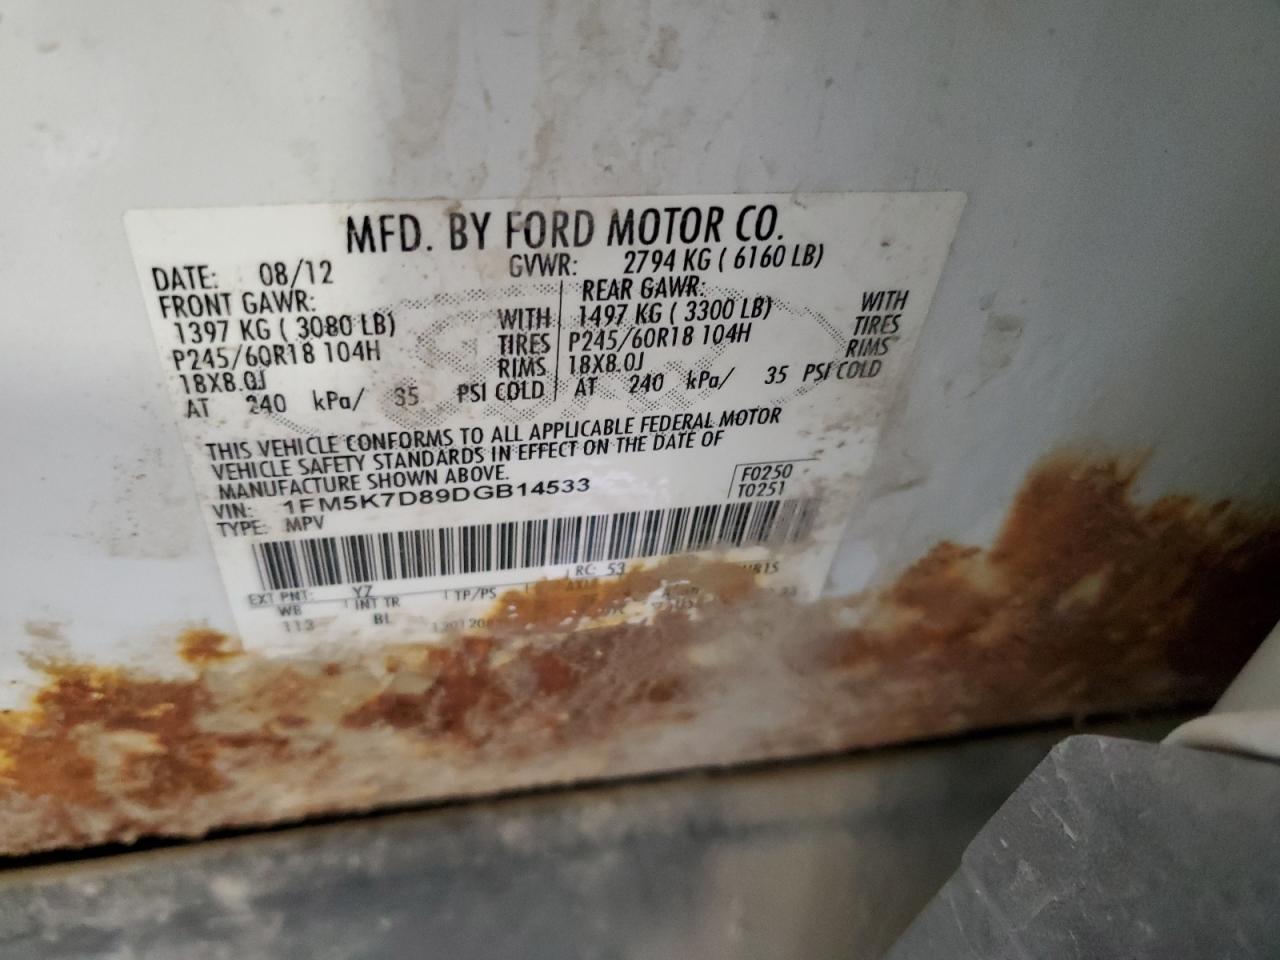 MFD. BY FORD MOTOR CO.
DATE: 08/12 GVWR: 2794 KG ( 6160 LB)
FRONT GAWR: REAR GAWR:
1397 KG ( 3080 LB) WITH 1497 KG ( 3300 LB) WITH
P245/60R18 104H TIRES P245/60R18 104H TIRES
18X8.0J RIMS 18X8.0J RIMS
AT 240 kPa/ 35 PSI COLD AT 240 kPa/ 35 PSI COLD
THIS VEHICLE CONFORMS TO ALL APPLICABLE FEDERAL MOTOR
VEHICLE SAFETY STANDARDS IN EFFECT ON THE DATE OF
MANUFACTURE SHOWN ABOVE.
VIN: 1FM5K7D89DGB14533 F0250
TYPE: MPV T0251
EXT PNT: YZ RC: 53
WB INT TR TP/PS
113 BL